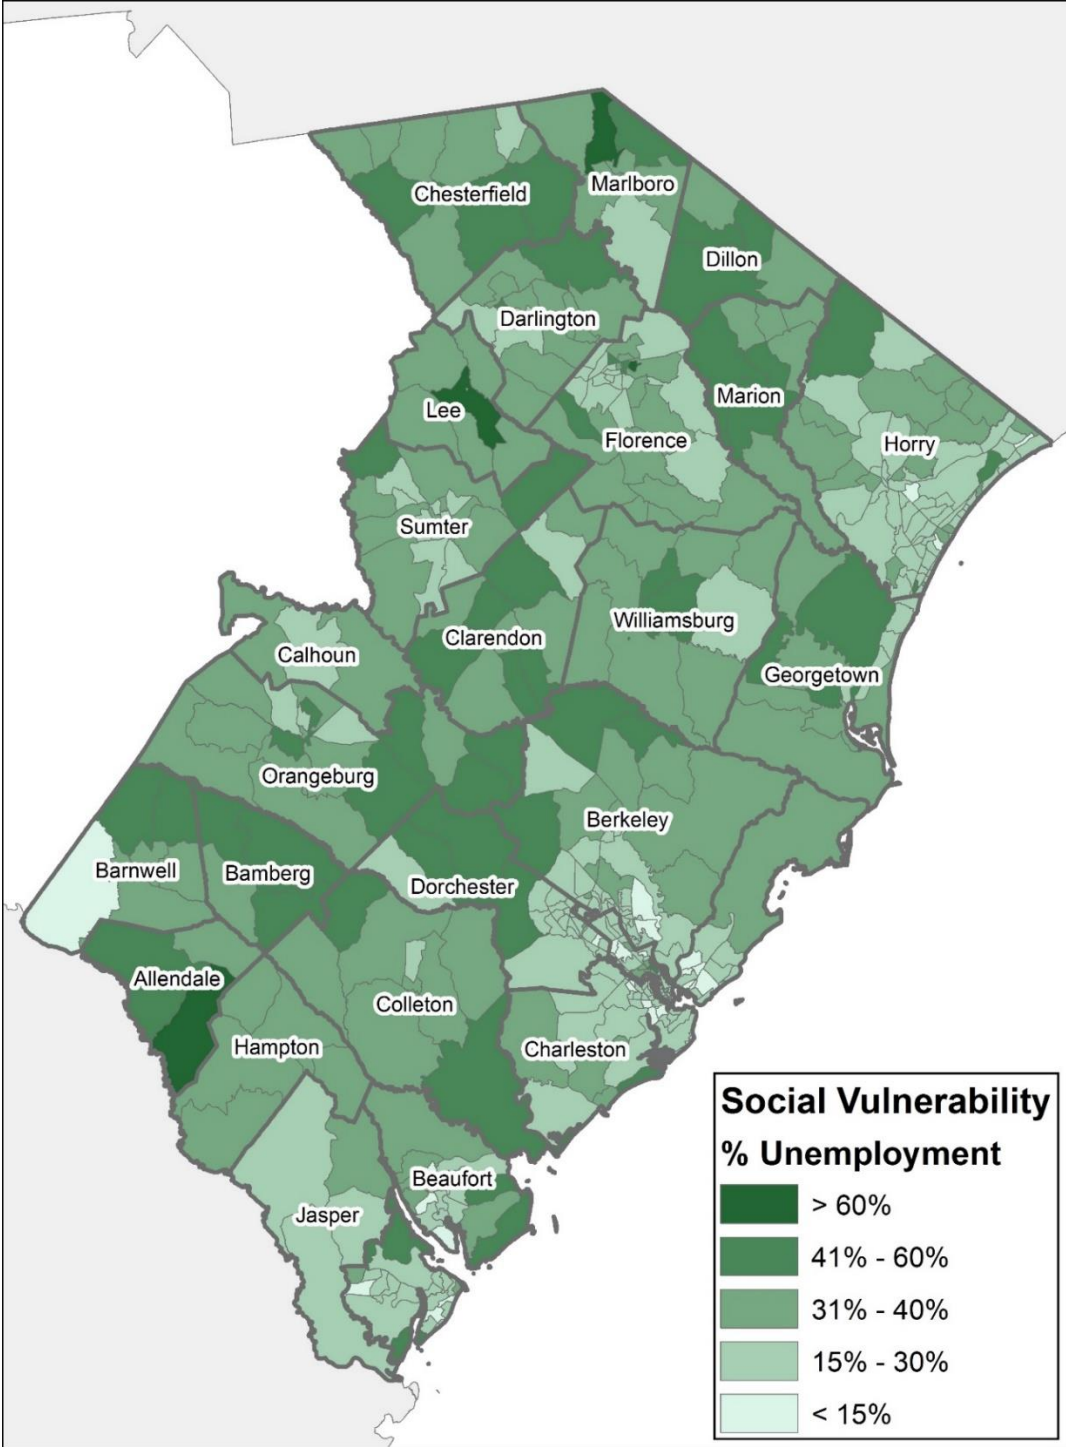 Chesterfield
Marlboro
Dillon
Darlington
Marion
Lee
Florence
Horry
Sumter
Williamsburg
Clarendon
Calhoun
Georgetown
Orangeburg
Berkeley
Barnwell
Bamberg
Dorchester
Allendale
Colleton
Hampton
Charleston
Beaufort
Jasper
Social Vulnerability
% Unemployment
> 60%
41% - 60%
31% - 40%
15% - 30%
< 15%